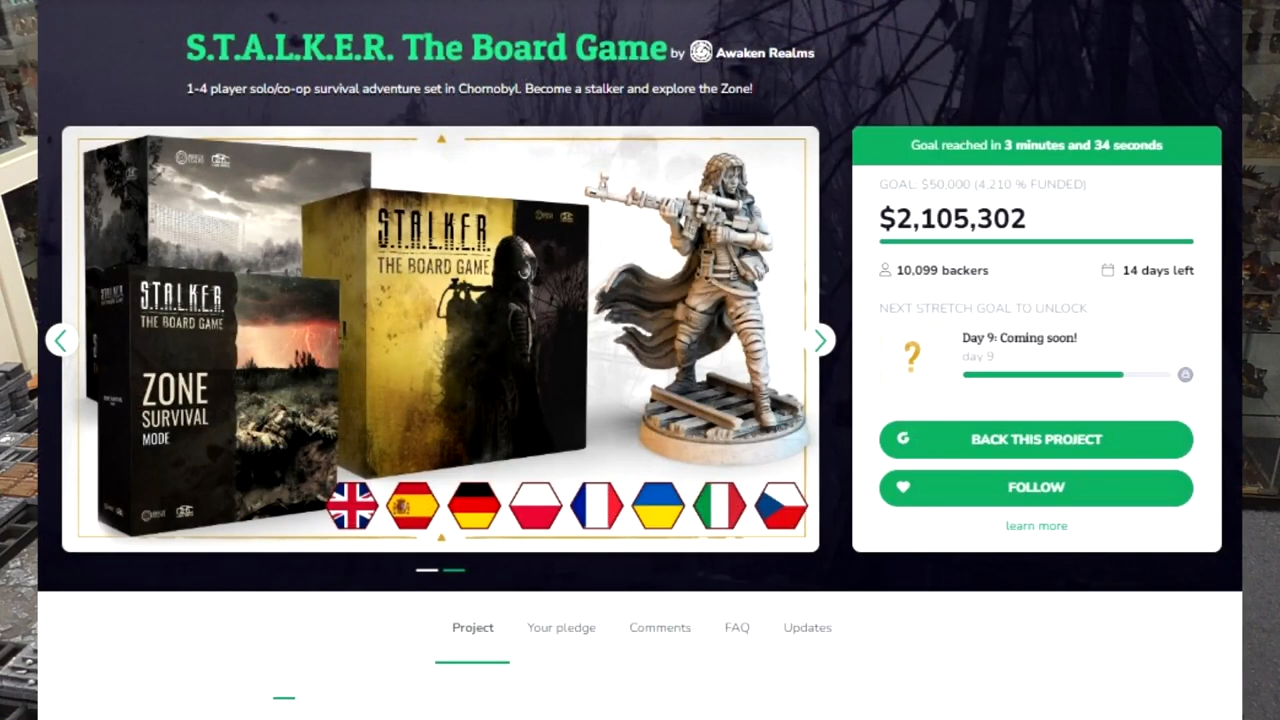 S.T.A.L.K.E.R. The Board Game by Awaken Realms
1-4 player solo/co-op survival adventure set in Chornobyl. Become a stalker and explore the Zone!
S.T.A.L.K.E.R.
THE BOARD GAME
S.T.A.L.K.E.R.
THE BOARD GAME
ZONE
SURVIVAL
MODE
Goal reached in 3 minutes and 34 seconds
GOAL: $50,000 (4,210 % FUNDED)
$2,105,302
10,099 backers
14 days left
NEXT STRETCH GOAL TO UNLOCK
?
Day 9: Coming soon!
day 9
BACK THIS PROJECT
FOLLOW
learn more
Project
Your pledge
Comments
FAQ
Updates